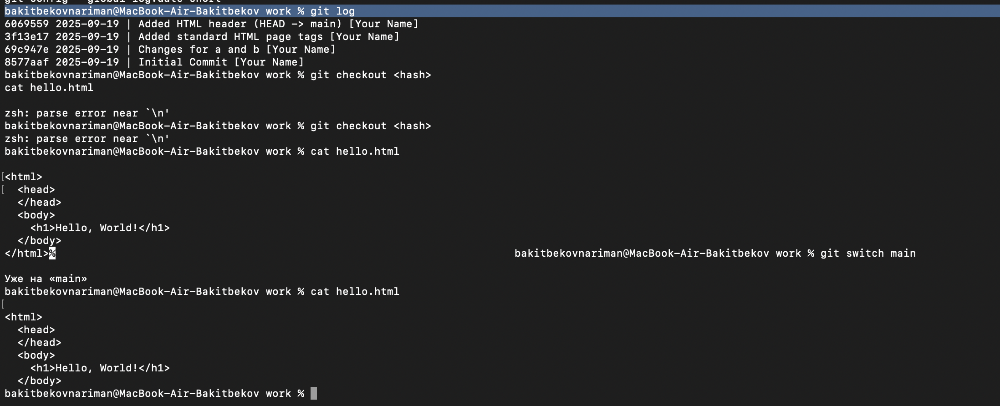 git config --global log.date short
bakitbekovnariman@MacBook-Air-Bakitbekov work % git log
6069559 2025-09-19 | Added HTML header (HEAD -> main) [Your Name]
3f13e17 2025-09-19 | Added standard HTML page tags [Your Name]
69c947e 2025-09-19 | Changes for a and b [Your Name]
8577aaf 2025-09-19 | Initial Commit [Your Name]
bakitbekovnariman@MacBook-Air-Bakitbekov work % git checkout <hash>
cat hello.html
zsh: parse error near `\n'
bakitbekovnariman@MacBook-Air-Bakitbekov work % git checkout <hash>
zsh: parse error near `\n'
bakitbekovnariman@MacBook-Air-Bakitbekov work % cat hello.html
[<html>
[  <head>
  </head>
  <body>
    <h1>Hello, World!</h1>
  </body>
</html>% bakitbekovnariman@MacBook-Air-Bakitbekov work % git switch main
Уже на «main»
bakitbekovnariman@MacBook-Air-Bakitbekov work % cat hello.html
[
<html>
  <head>
  </head>
  <body>
    <h1>Hello, World!</h1>
  </body>
bakitbekovnariman@MacBook-Air-Bakitbekov work %